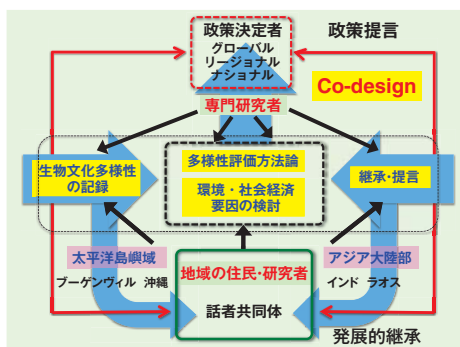 政策決定者
グローバル
リージョナル
ナショナル
政策提言
Co-design
専門研究者
生物文化多様性
の記録
多様性評価方法論
環境・社会経済
要因の検討
継承・提言
太平洋島嶼域
ブーゲンヴィル 沖縄
地域の住民・研究者
話者共同体
アジア大陸部
インド ラオス
発展的継承